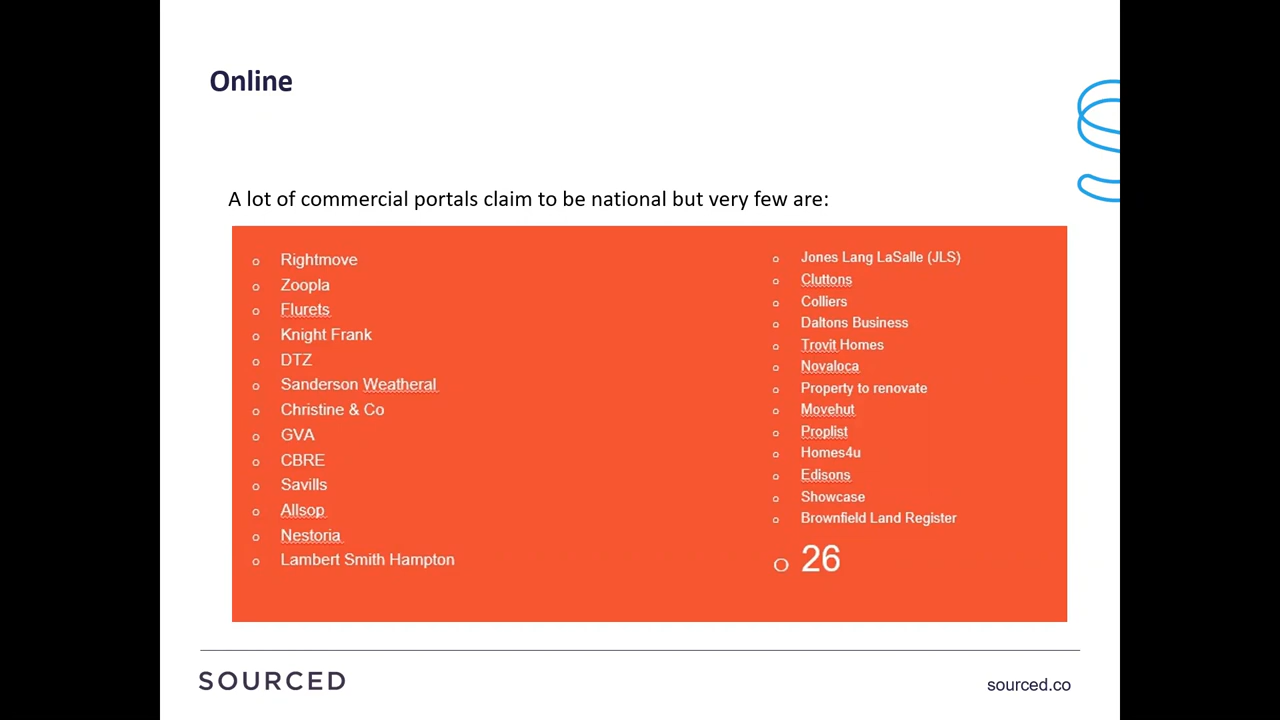 Online
A lot of commercial portals claim to be national but very few are:
Rightmove
Zoopla
Flurets
Knight Frank
DTZ
Sanderson Weatheral
Christine & Co
GVA
CBRE
Savills
Allsop
Nestoria
Lambert Smith Hampton
Jones Lang LaSalle (JLS)
Cluttons
Colliers
Daltons Business
Trovit Homes
Novaloca
Property to renovate
Movehut
Proplist
Homes4u
Edisons
Showcase
Brownfield Land Register
26
SOURCED
sourced.co